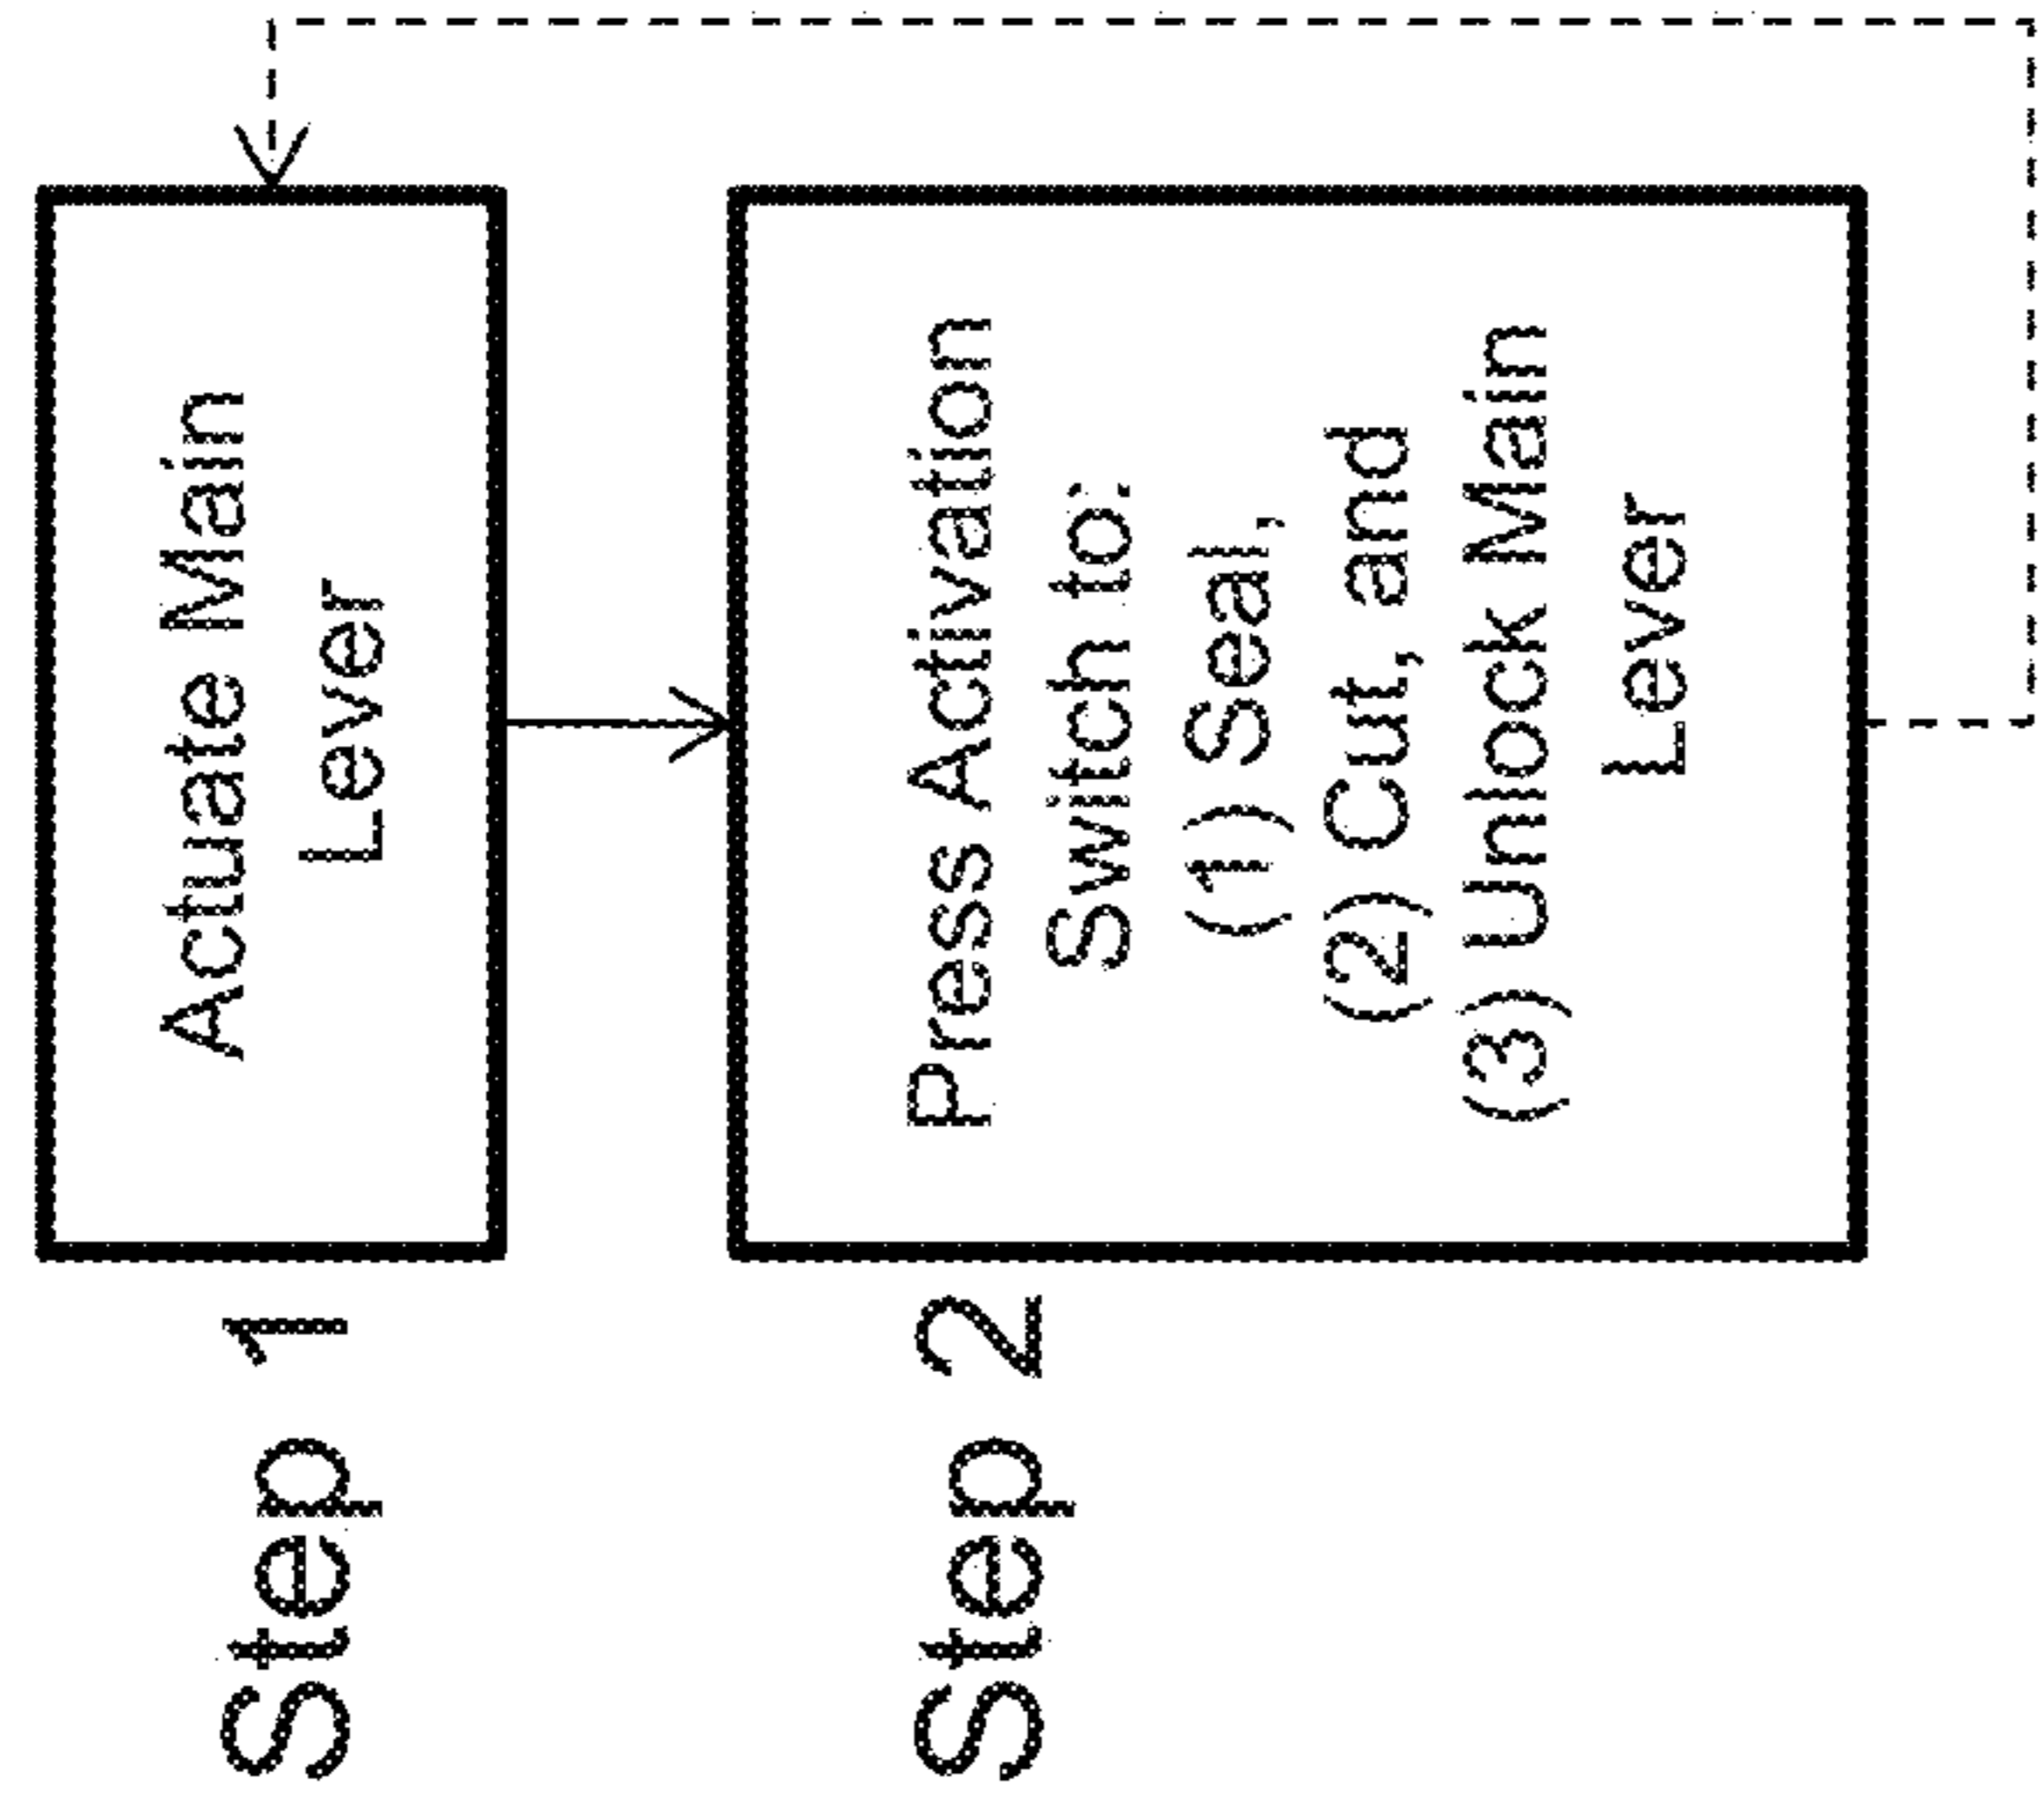 Step 1
Actuate Main
Lever
Step 2
Press Activation
Switch to:
(1) Seal,
(2) Cut, and
(3) Unlock Main
Lever